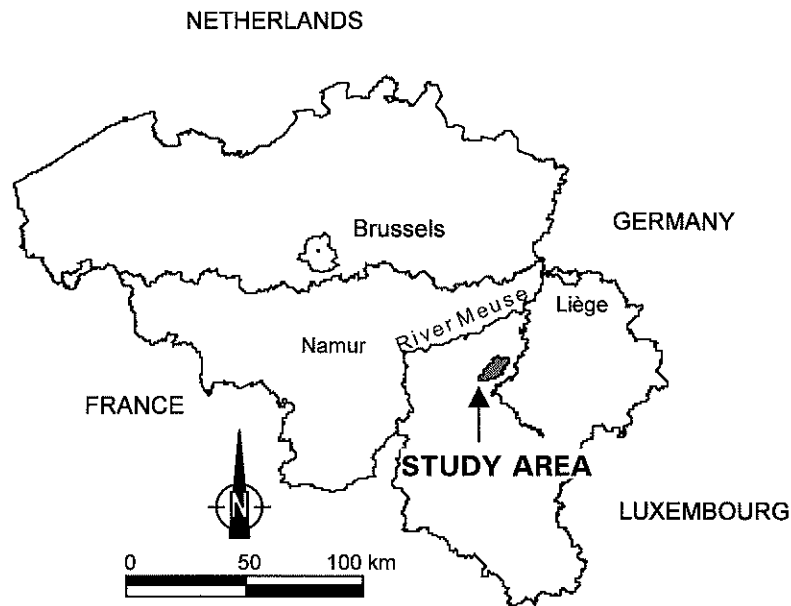 NETHERLANDS
Brussels
GERMANY
River Meuse
Liège
Namur
FRANCE
STUDY AREA
N
LUXEMBOURG
0 50 100 km